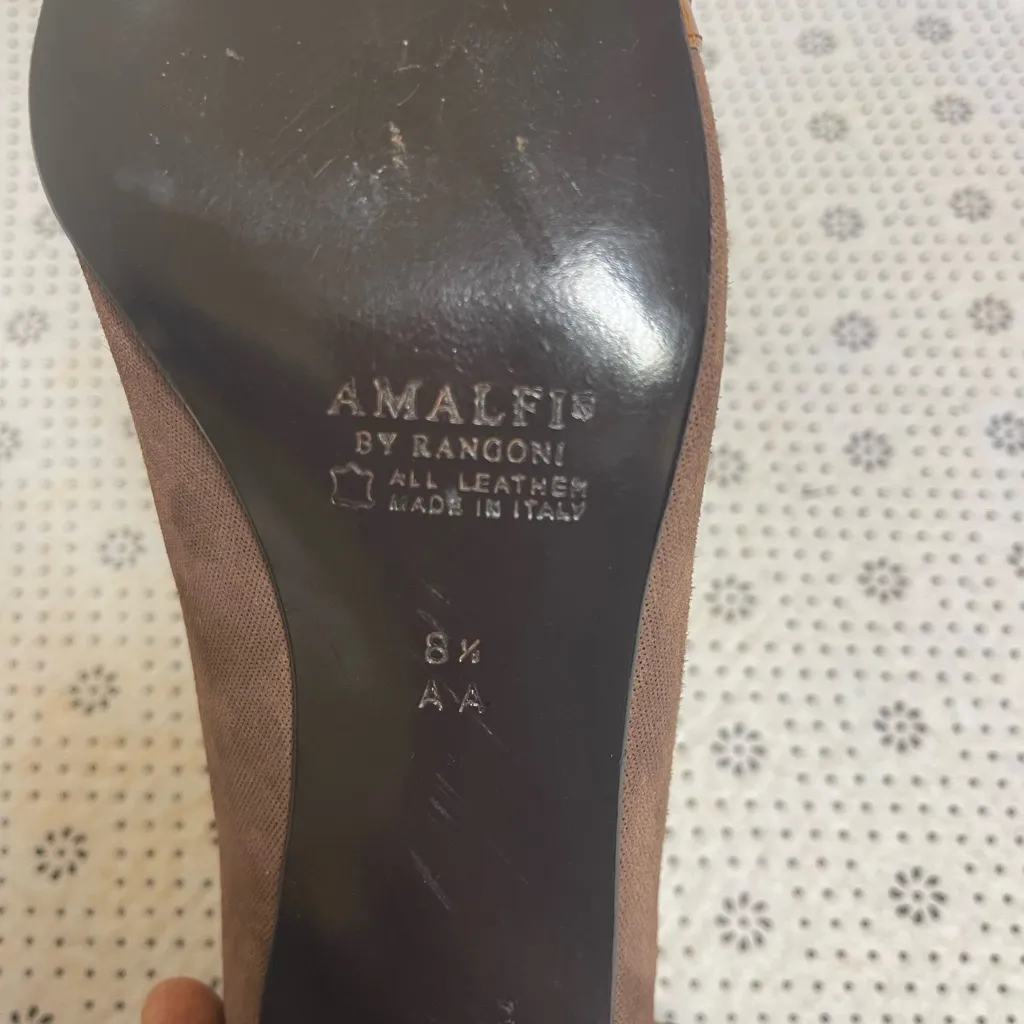 AMALFI®
BY RANGONI
ALL LEATHER
MADE IN ITALY
8½
AA